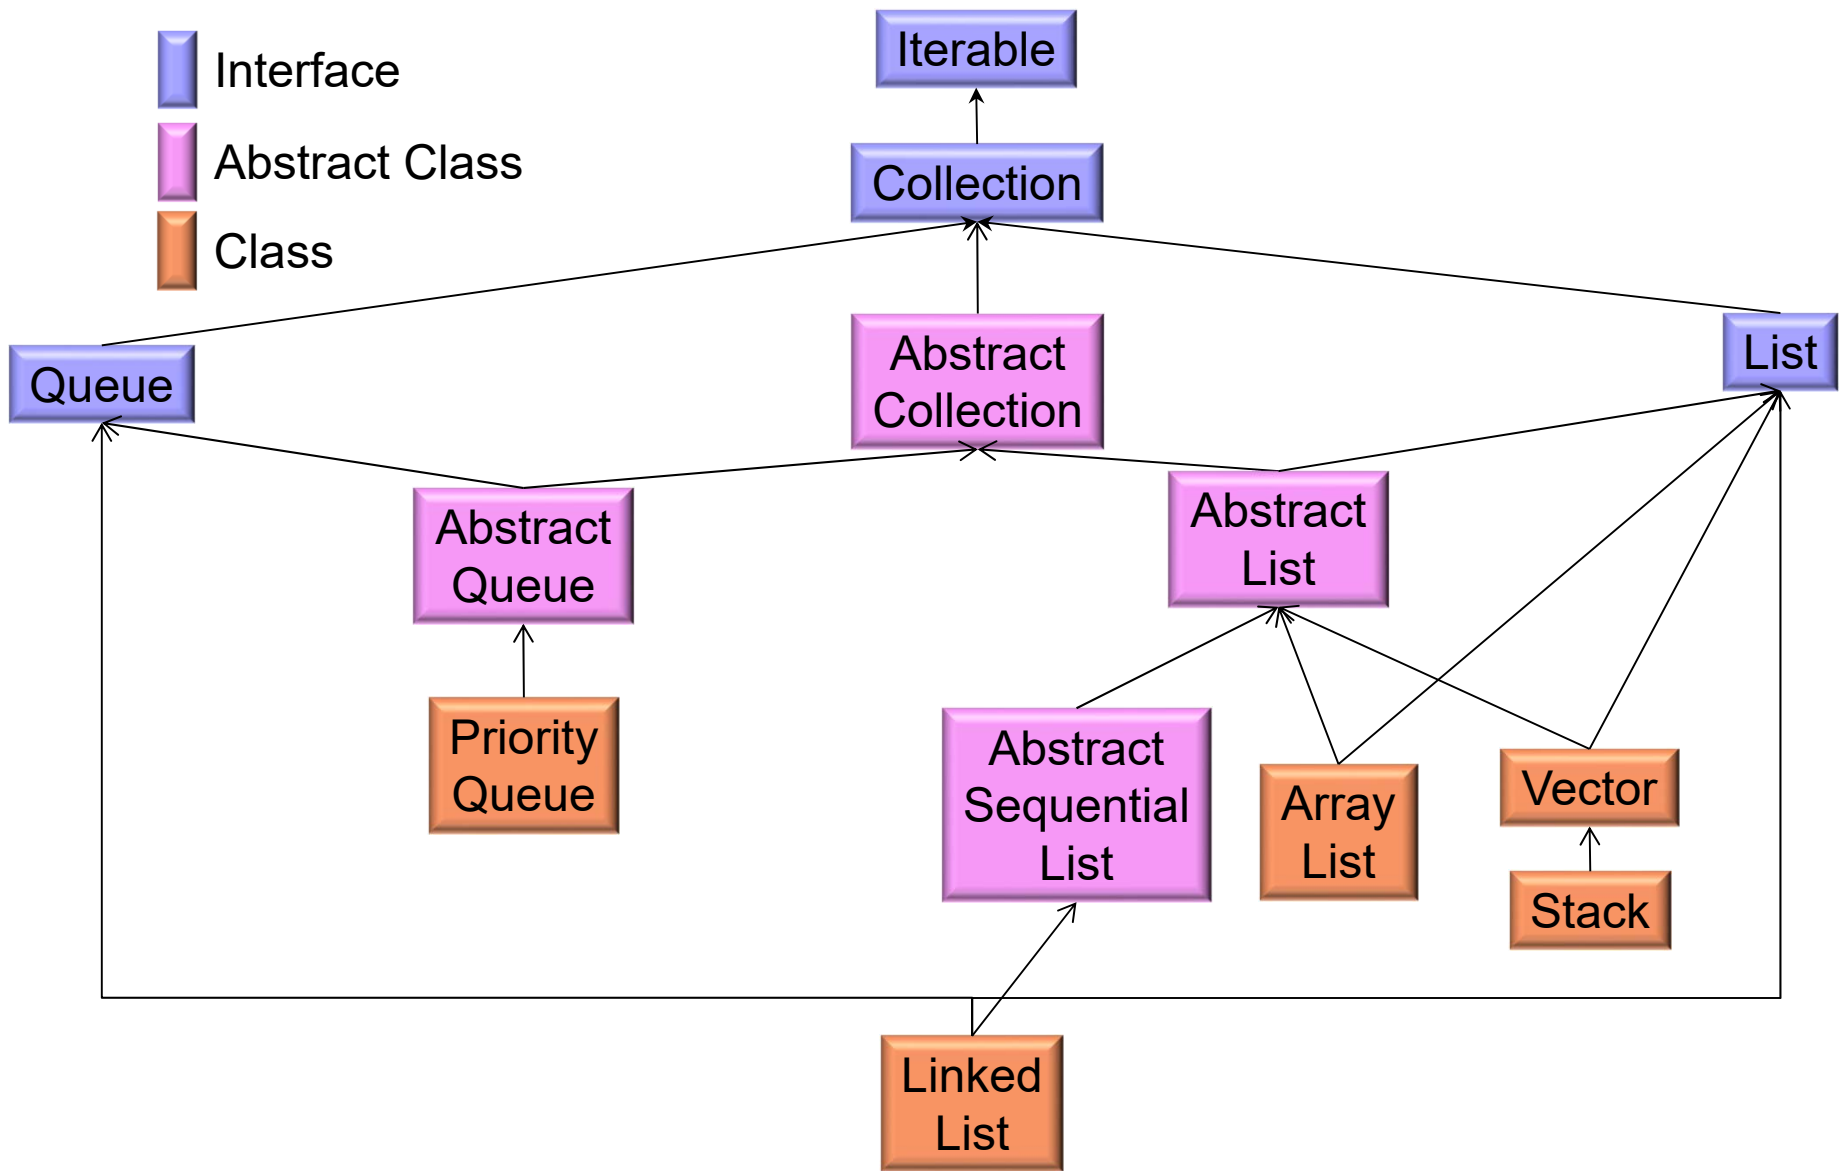 Interface
Abstract Class
Class
Iterable
Collection
Queue
Abstract
Collection
List
Abstract
Queue
Abstract
List
Priority
Queue
Abstract
Sequential
List
Array
List
Vector
Stack
Linked
List